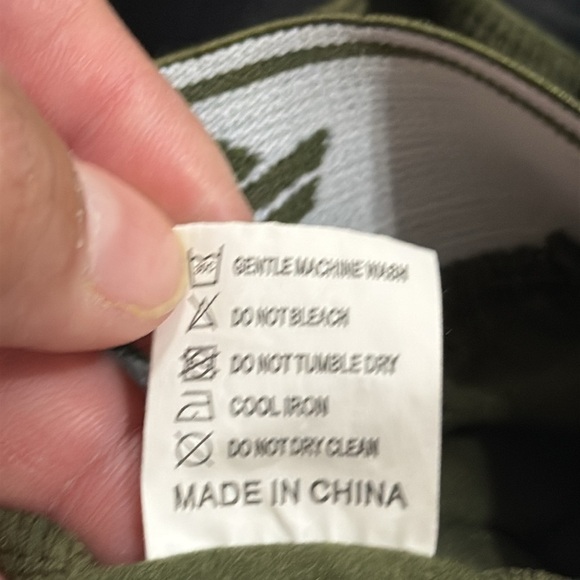 GENTLE MACHINE WASH
DO NOT BLEACH
DO NOT TUMBLE DRY
COOL IRON
DO NOT DRY CLEAN
MADE IN CHINA